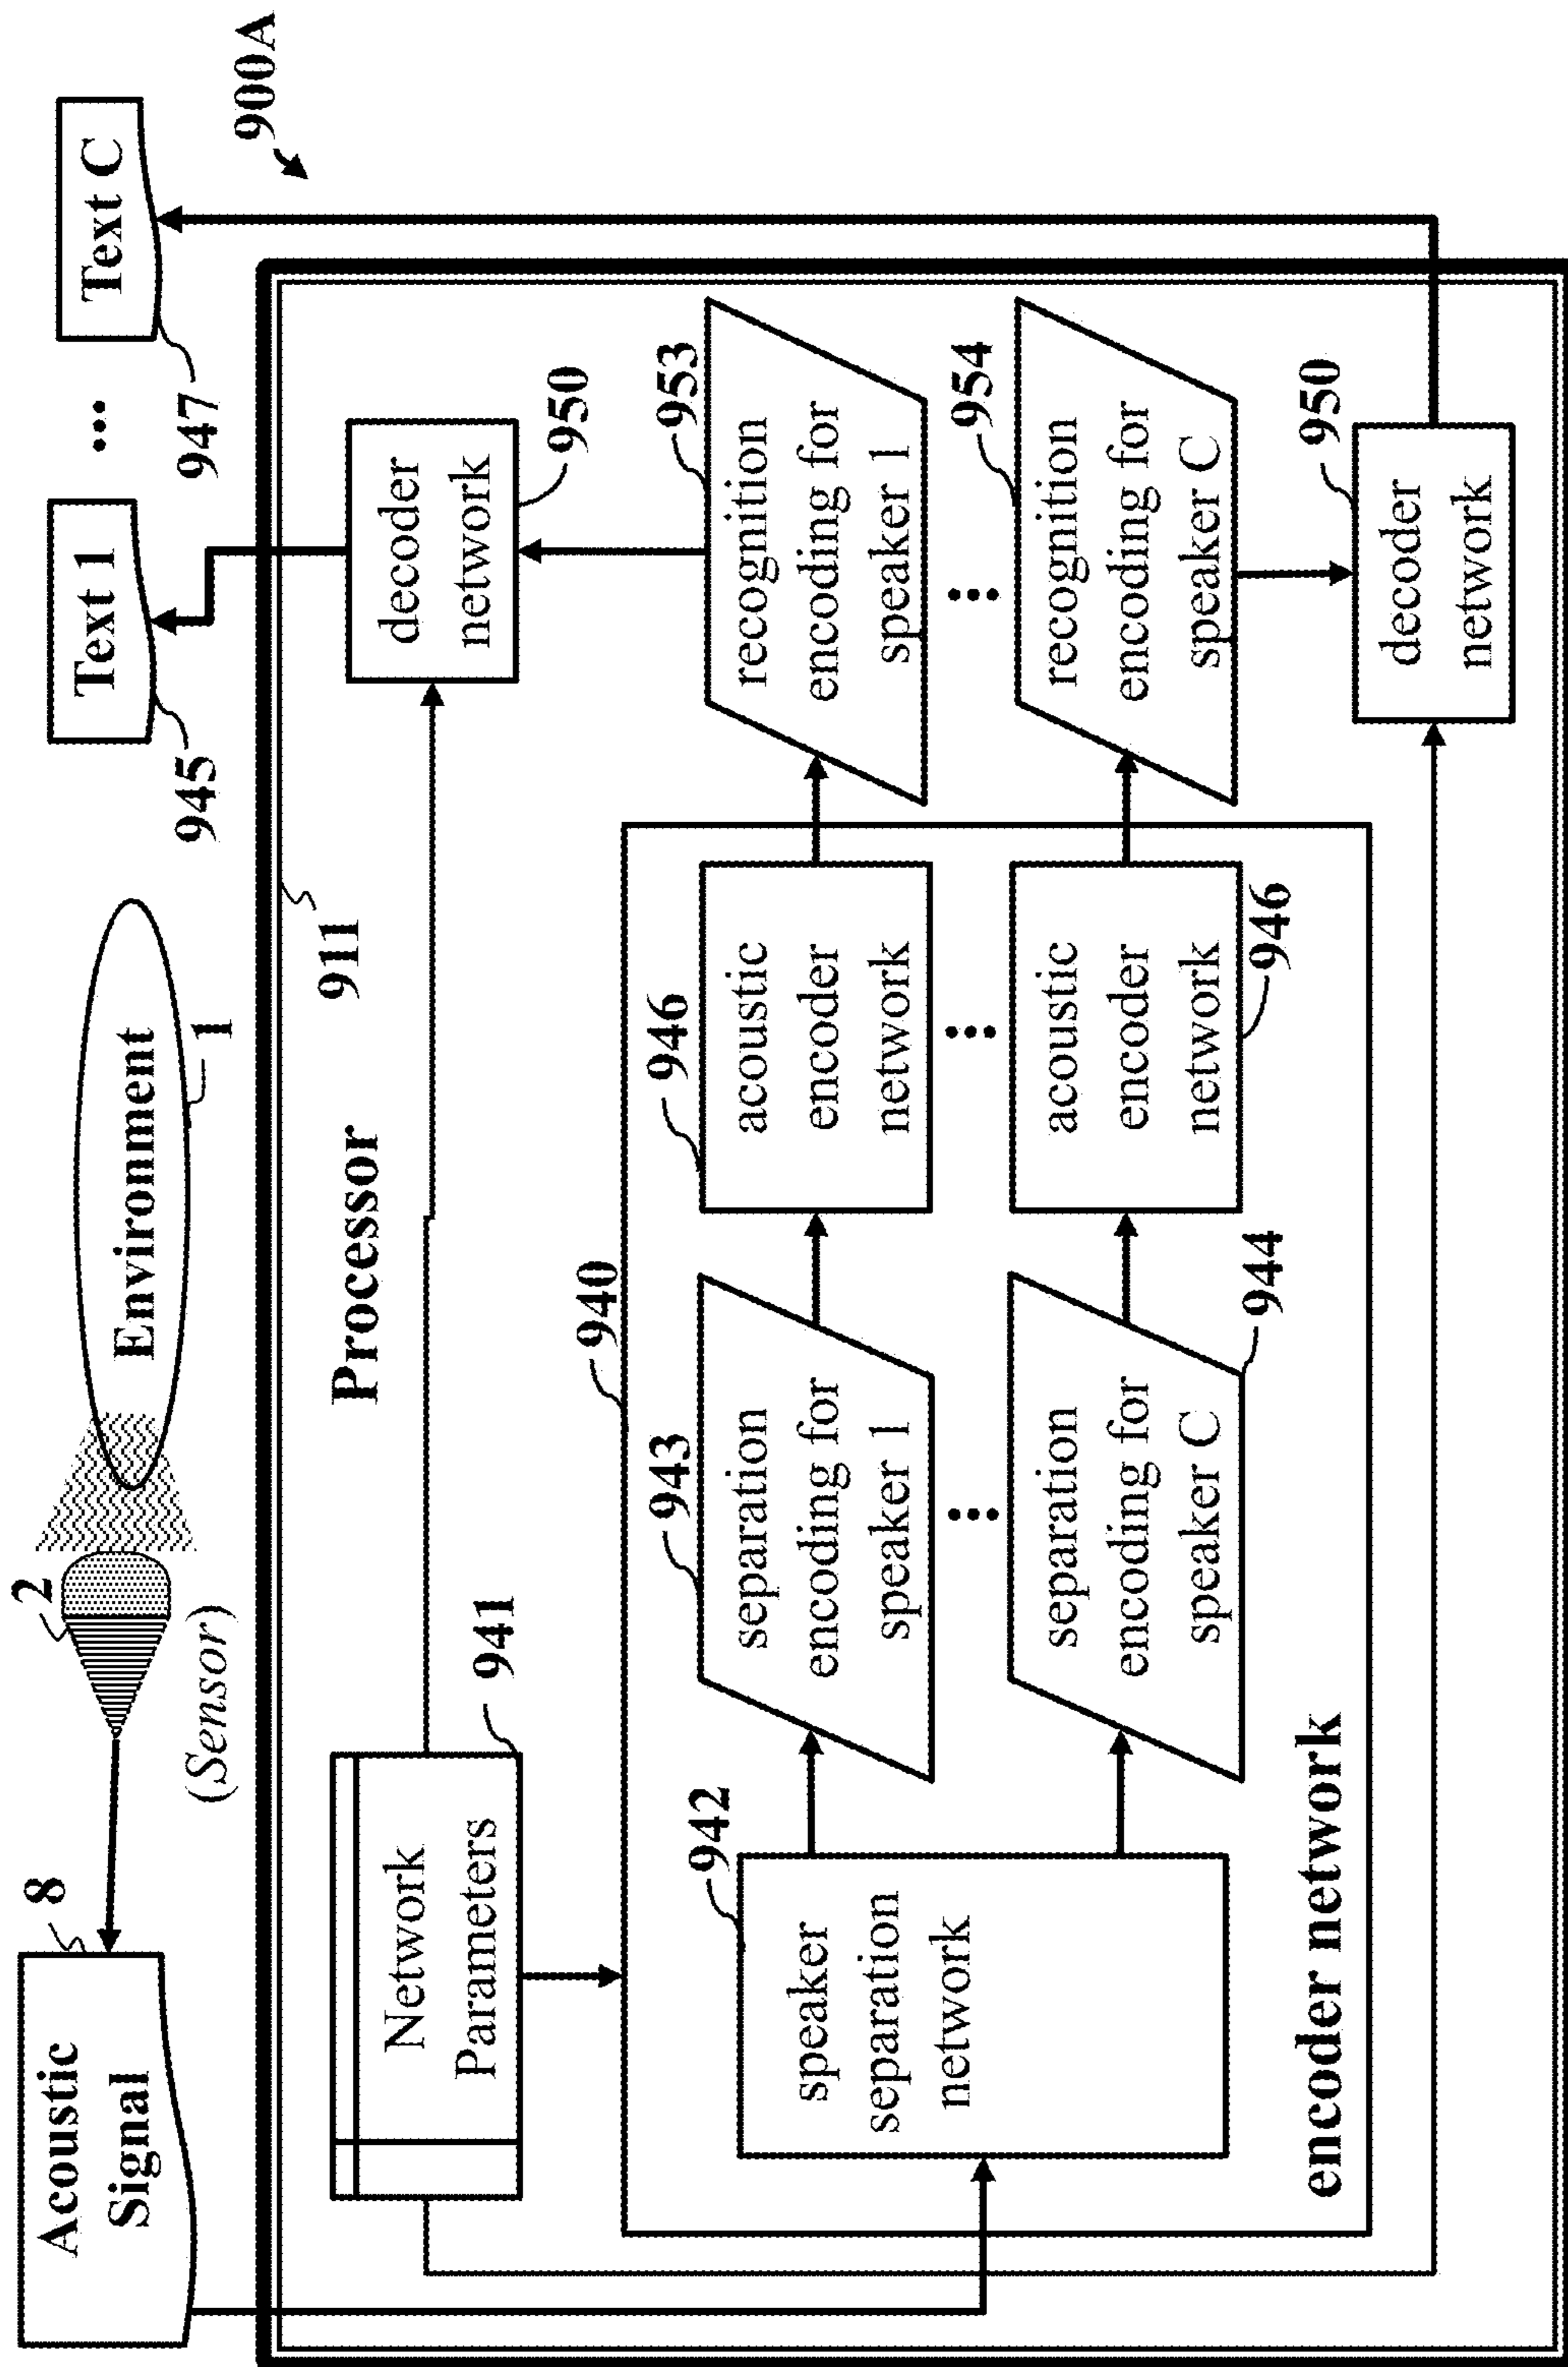 Acoustic
Signal
8
2
(Sensor)
Environment
1
Text 1
945
...
Text C
947
900A
911
Processor
Network
Parameters
941
decoder
network
950
940
942
speaker
separation
network
943
separation
encoding for
speaker 1
946
acoustic
encoder
network
953
recognition
encoding for
speaker 1
...
...
...
separation
encoding for
speaker C
944
acoustic
encoder
network
946
954
recognition
encoding for
speaker C
encoder network
950
decoder
network